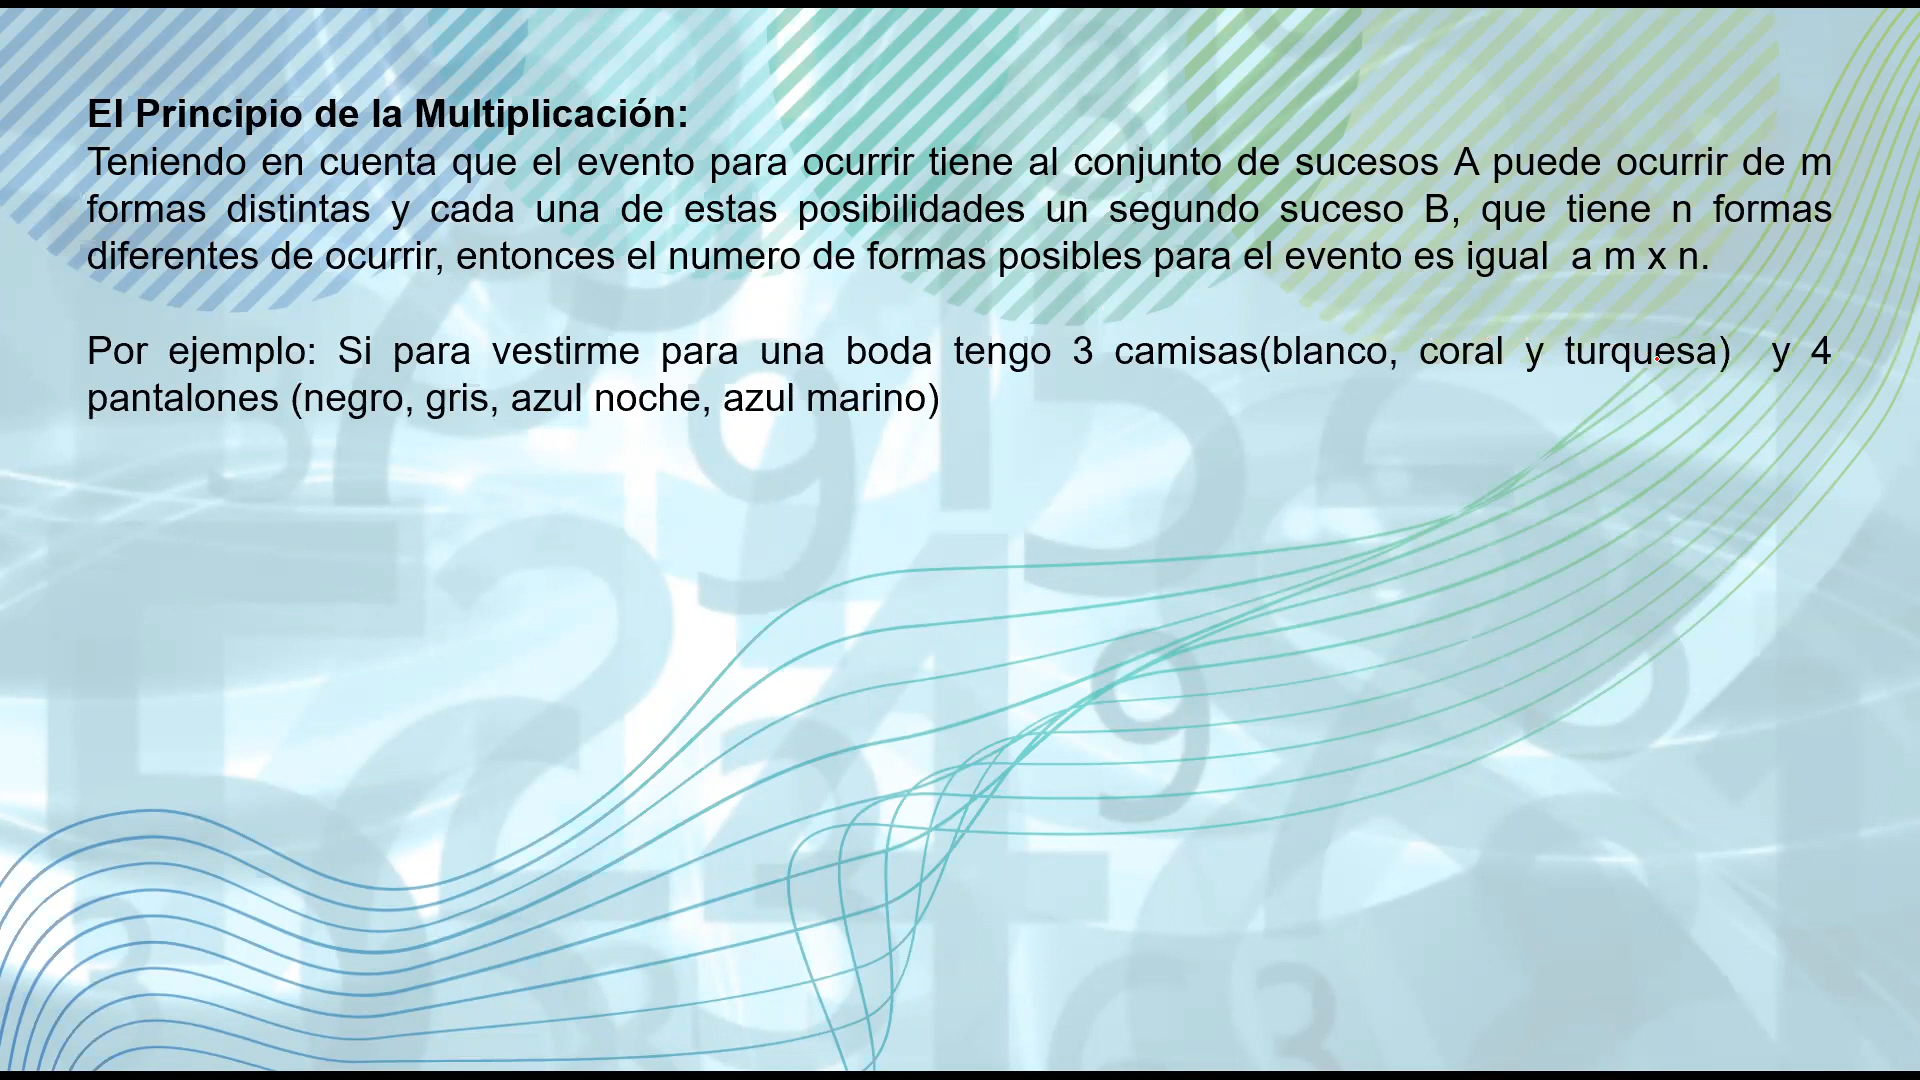 El Principio de la Multiplicación:
Teniendo en cuenta que el evento para ocurrir tiene al conjunto de sucesos A puede ocurrir de m
formas distintas y cada una de estas posibilidades un segundo suceso B, que tiene n formas
diferentes de ocurrir, entonces el numero de formas posibles para el evento es igual  a m x n.
Por ejemplo: Si para vestirme para una boda tengo 3 camisas(blanco, coral y turquesa)  y 4
pantalones (negro, gris, azul noche, azul marino)